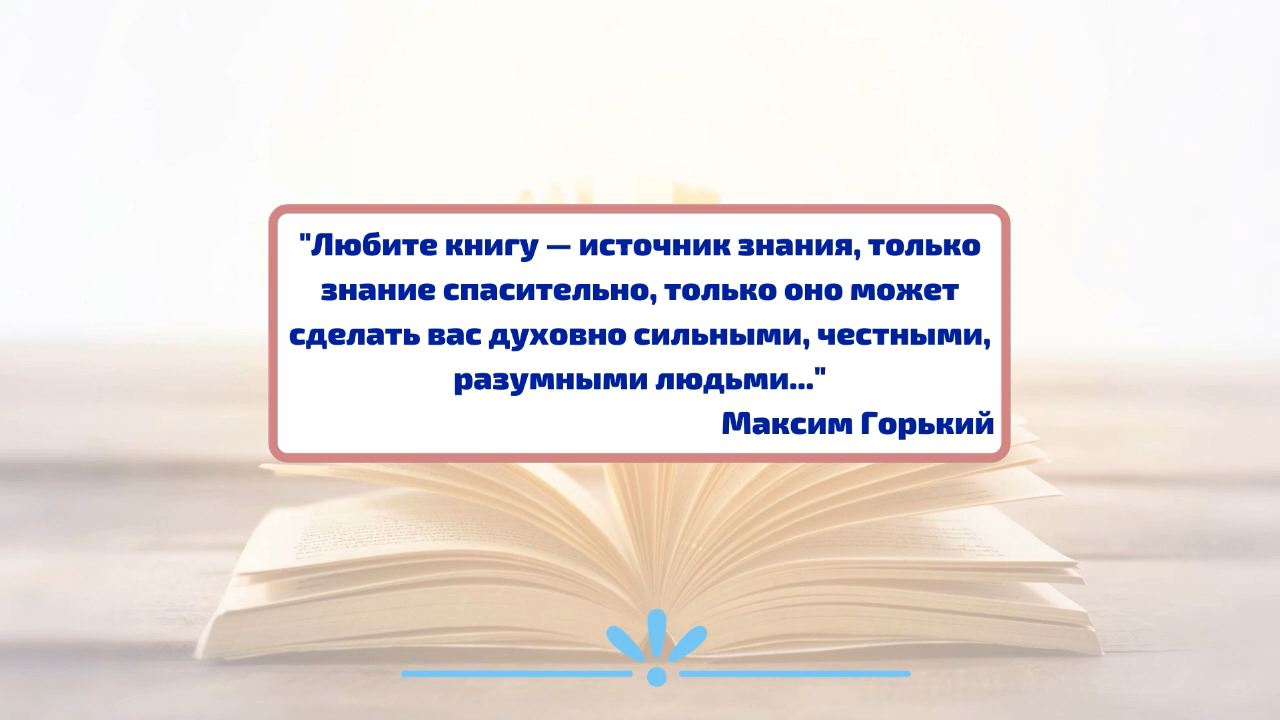 "Любите книгу — источник знания, только
знание спасительно, только оно может
сделать вас духовно сильными, честными,
разумными людьми..."
Максим Горький